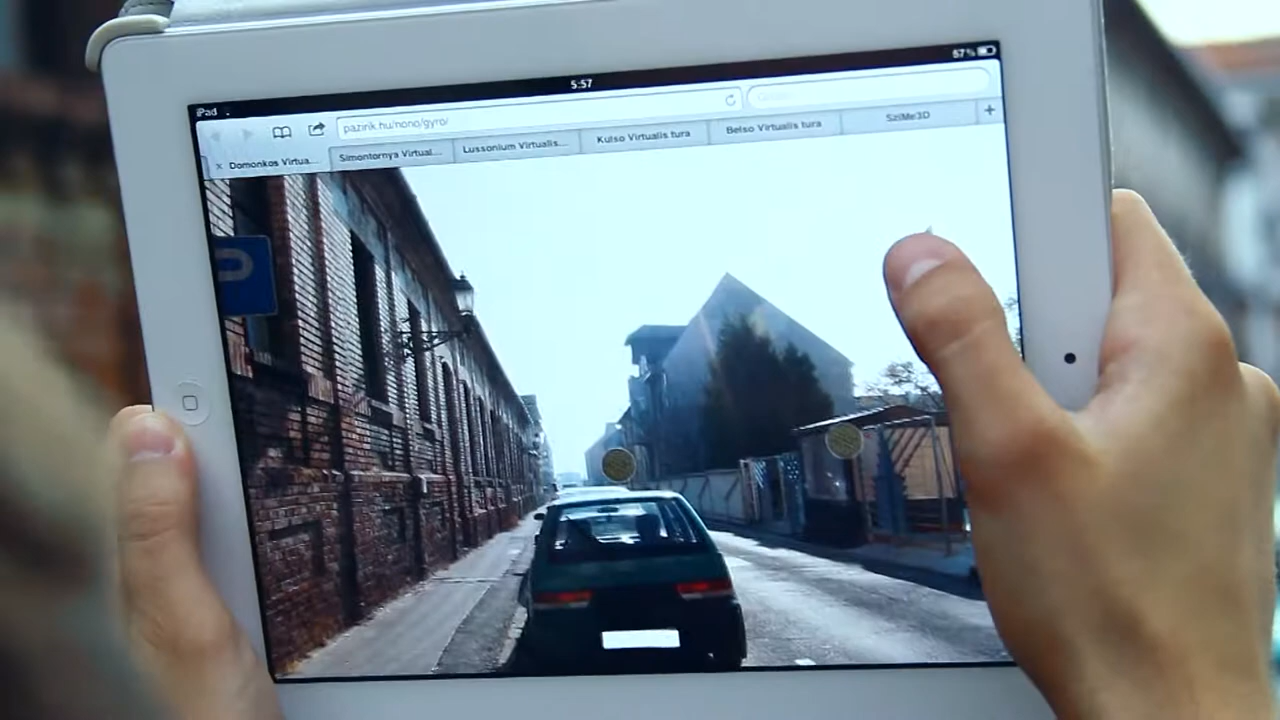 iPad
5:57
67%
pazirik.hu/nono/gyro/
Domonkos Virtua...
Simontornya Virtual...
Lussonium Virtualis...
Kulso Virtualis tura
Belso Virtualis tura
SziMe3D